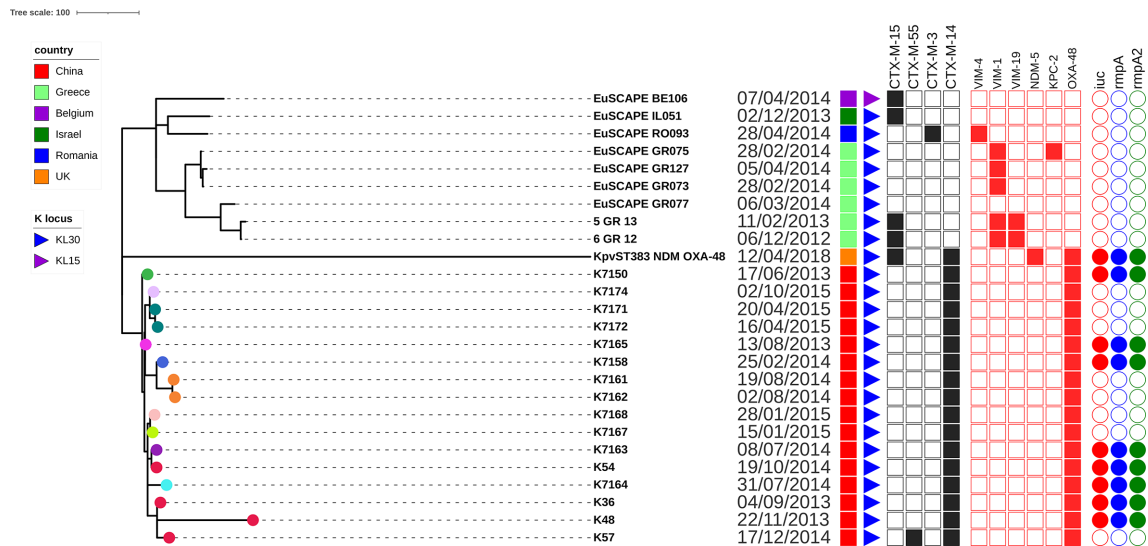 Tree scale: 100
country
China
Greece
Belgium
Israel
Romania
UK
K locus
KL30
KL15
CTX-M-15
CTX-M-55
CTX-M-3
CTX-M-14
VIM-4
VIM-1
VIM-19
NDM-5
KPC-2
OXA-48
iuc
rmpA
rmpA2
EuSCAPE BE106 07/04/2014
EuSCAPE IL051 02/12/2013
EuSCAPE RO093 28/04/2014
EuSCAPE GR075 28/02/2014
EuSCAPE GR127 05/04/2014
EuSCAPE GR073 28/02/2014
EuSCAPE GR077 06/03/2014
5 GR 13 11/02/2013
6 GR 12 06/12/2012
KpvST383 NDM OXA-48 12/04/2018
K7150 17/06/2013
K7174 02/10/2015
K7171 20/04/2015
K7172 16/04/2015
K7165 13/08/2013
K7158 25/02/2014
K7161 19/08/2014
K7162 02/08/2014
K7168 28/01/2015
K7167 15/01/2015
K7163 08/07/2014
K54 19/10/2014
K7164 31/07/2014
K36 04/09/2013
K48 22/11/2013
K57 17/12/2014